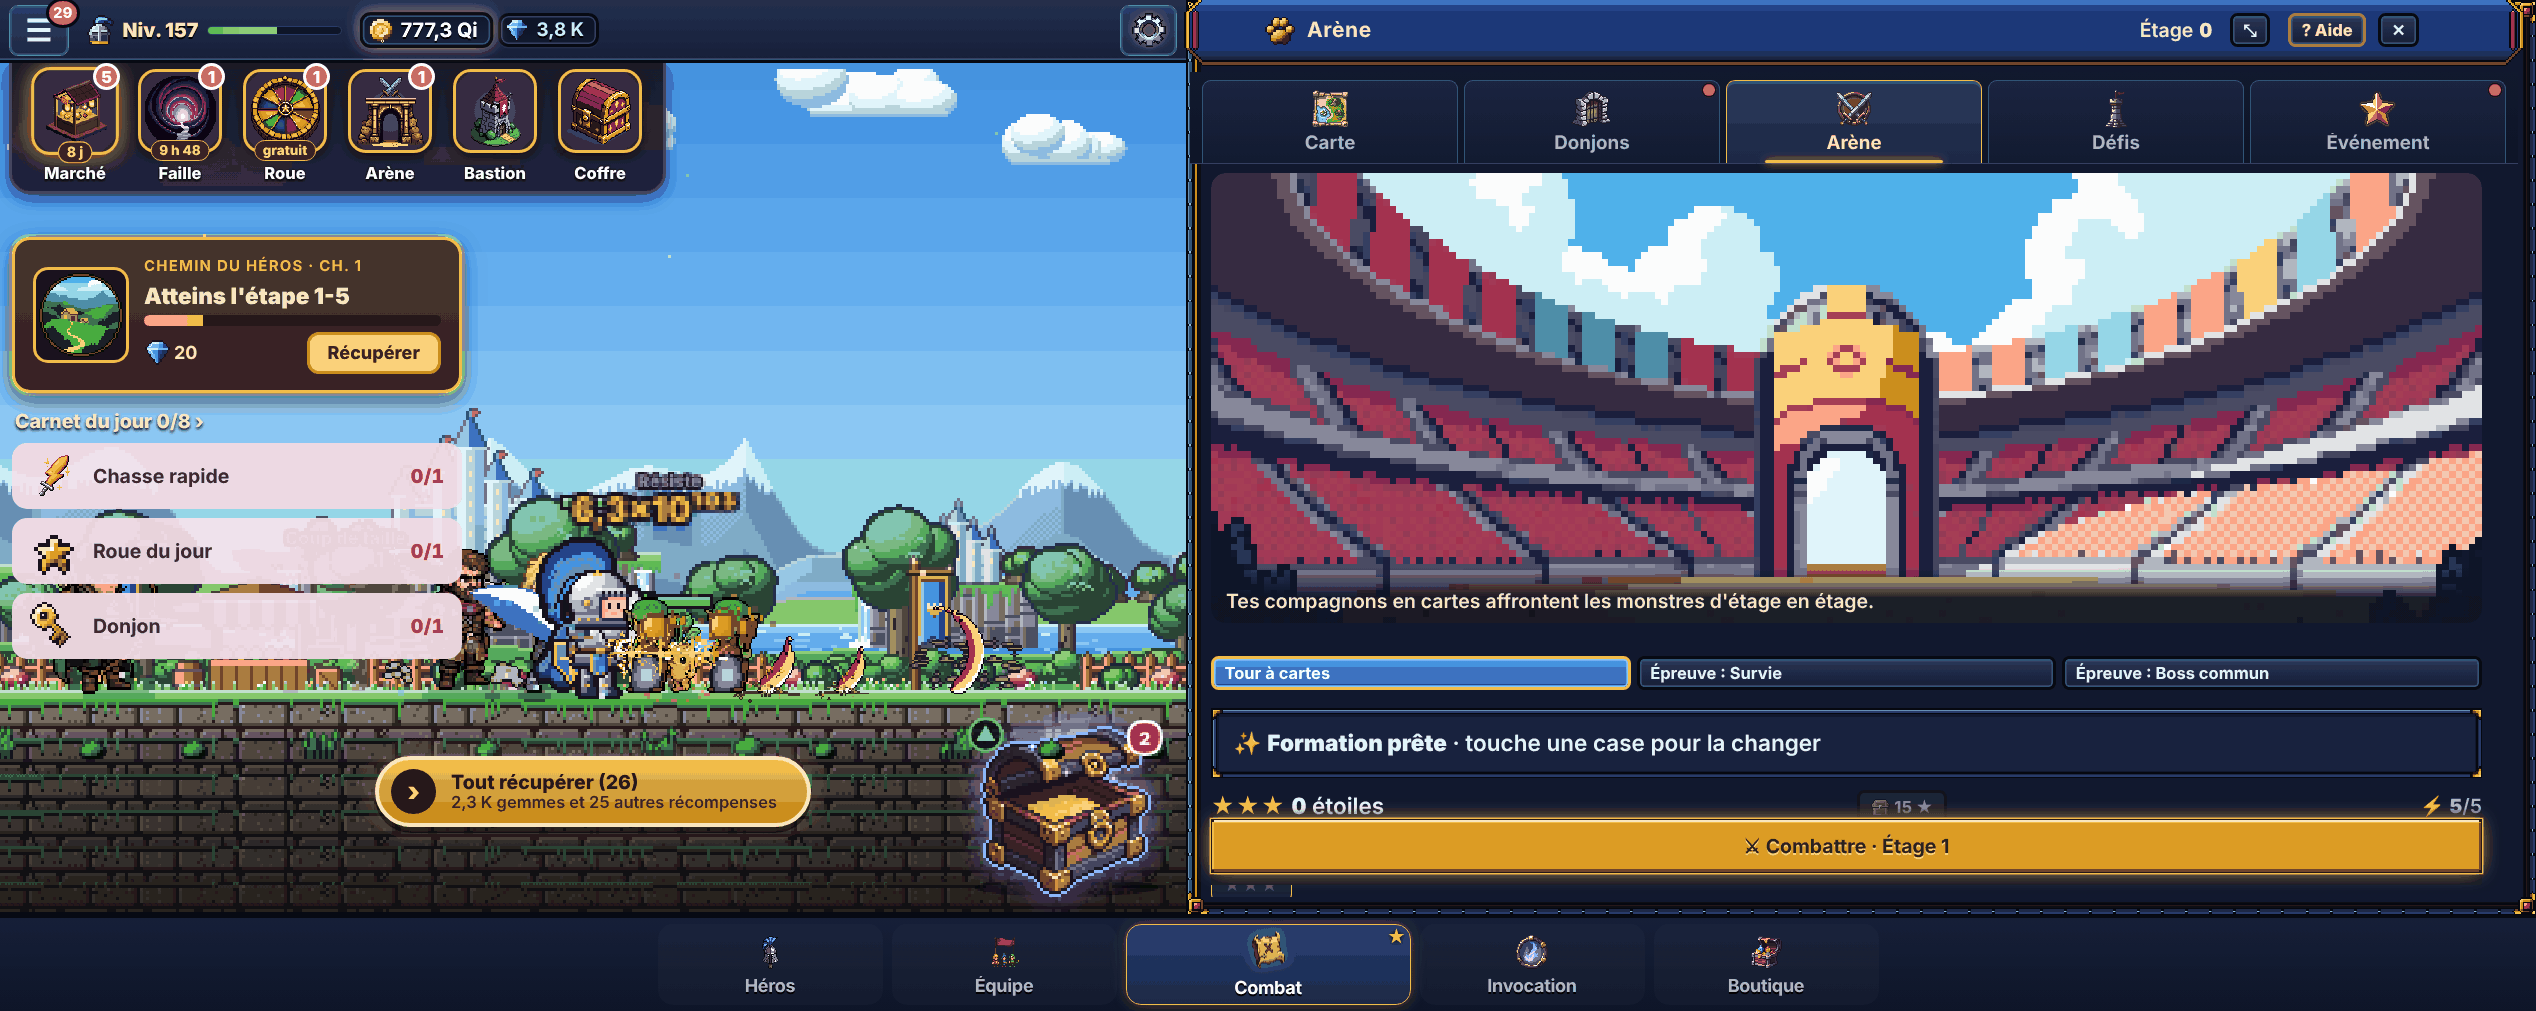 29
Niv. 157
777,3 Qi
3,8 K
5
8 j
Marché
1
9 h 48
Faille
1
gratuit
Roue
1
Arène
Bastion
Coffre
CHEMIN DU HÉROS · CH. 1
Atteins l'étape 1-5
20
Récupérer
Carnet du jour 0/8 ›
Chasse rapide 0/1
Roue du jour 0/1
Donjon 0/1
Résiste
8,3×10¹⁰¹
Tout récupérer (26)
2,3 K gemmes et 25 autres récompenses
2
Arène
Étage 0
? Aide
Carte
Donjons
Arène
Défis
Événement
Tes compagnons en cartes affrontent les monstres d'étage en étage.
Tour à cartes
Épreuve : Survie
Épreuve : Boss commun
Formation prête · touche une case pour la changer
0 étoiles
15
5/5
Combattre · Étage 1
Héros
Équipe
Combat
Invocation
Boutique